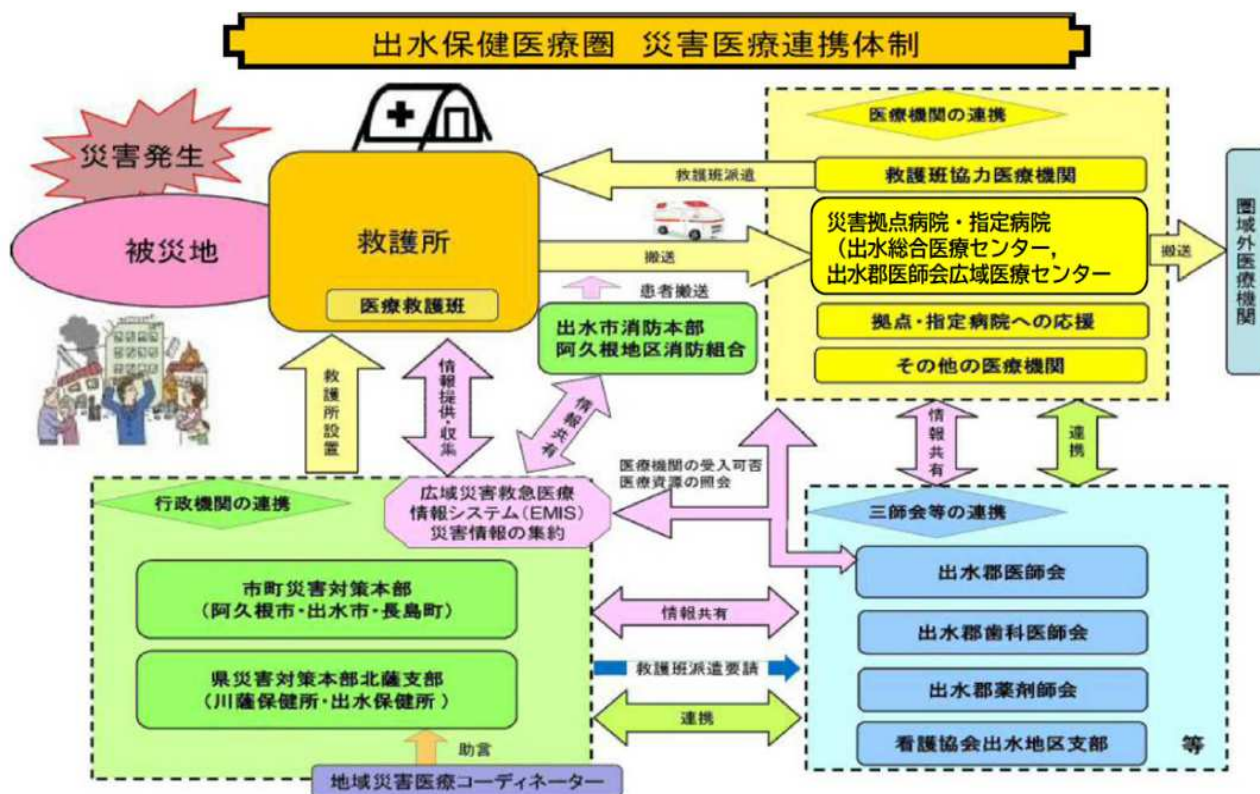 出水保健医療圏 災害医療連携体制
災害発生
被災地
救護所
医療救護班
医療機関の連携
救護班派遣
救護班協力医療機関
災害拠点病院・指定病院
（出水総合医療センター，
出水郡医師会広域医療センター
搬送
搬送
圏域外医療機関
患者搬送
出水市消防本部
阿久根地区消防組合
拠点・指定病院への応援
その他の医療機関
救護所設置
情報提供・収集
情報共有
情報共有
連携
医療機関の受入可否
医療資源の照会
行政機関の連携
広域災害救急医療
情報システム（EMIS）
災害情報の集約
三師会等の連携
市町災害対策本部
（阿久根市・出水市・長島町）
県災害対策本部北薩支部
（川薩保健所・出水保健所）
助言
地域災害医療コーディネーター
情報共有
救護班派遣要請
連携
出水郡医師会
出水郡歯科医師会
出水郡薬剤師会
看護協会出水地区支部
等